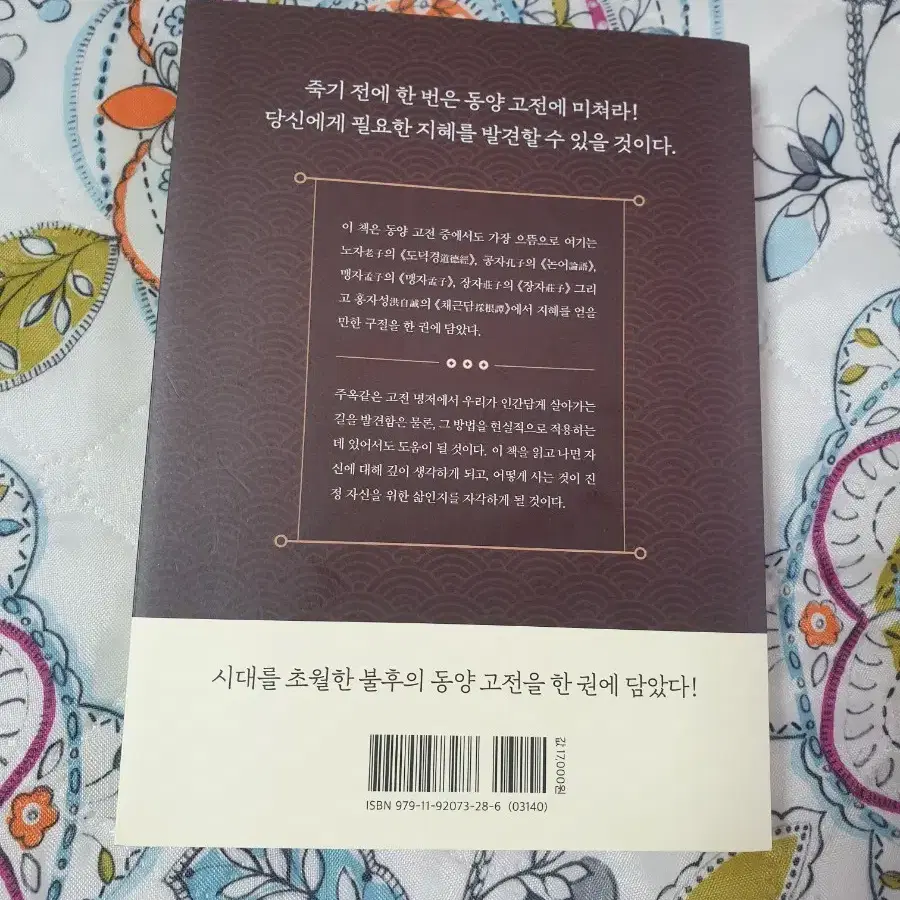 죽기 전에 한 번은 동양 고전에 미쳐라!
당신에게 필요한 지혜를 발견할 수 있을 것이다.
이 책은 동양 고전 중에서도 가장 으뜸으로 여기는
노자老子의 《도덕경道德經》, 공자孔子의 《논어論語》,
맹자孟子의 《맹자孟子》, 장자莊子의 《장자莊子》 그리
고 홍자성洪自誠의 《채근담採根譚》에서 지혜를 얻을
만한 구절을 한 권에 담았다.
주옥같은 고전 명저에서 우리가 인간답게 살아가는
길을 발견함은 물론, 그 방법을 현실적으로 적용하는
데 있어서도 도움이 될 것이다. 이 책을 읽고 나면 자
신에 대해 깊이 생각하게 되고, 어떻게 사는 것이 진
정 자신을 위한 삶인지를 자각하게 될 것이다.
시대를 초월한 불후의 동양 고전을 한 권에 담았다!
값 17,000원
ISBN 979-11-92073-28-6 (03140)